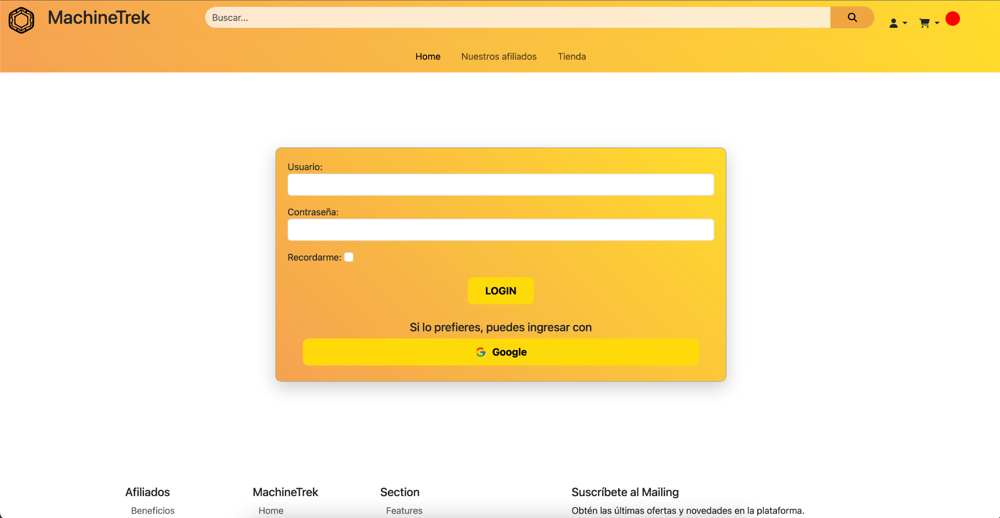 MachineTrek
Buscar...
Home
Nuestros afiliados
Tienda
Usuario:
Contraseña:
Recordarme:
LOGIN
Si lo prefieres, puedes ingresar con
Google
Afiliados
Beneficios
MachineTrek
Home
Section
Features
Suscríbete al Mailing
Obtén las últimas ofertas y novedades en la plataforma.